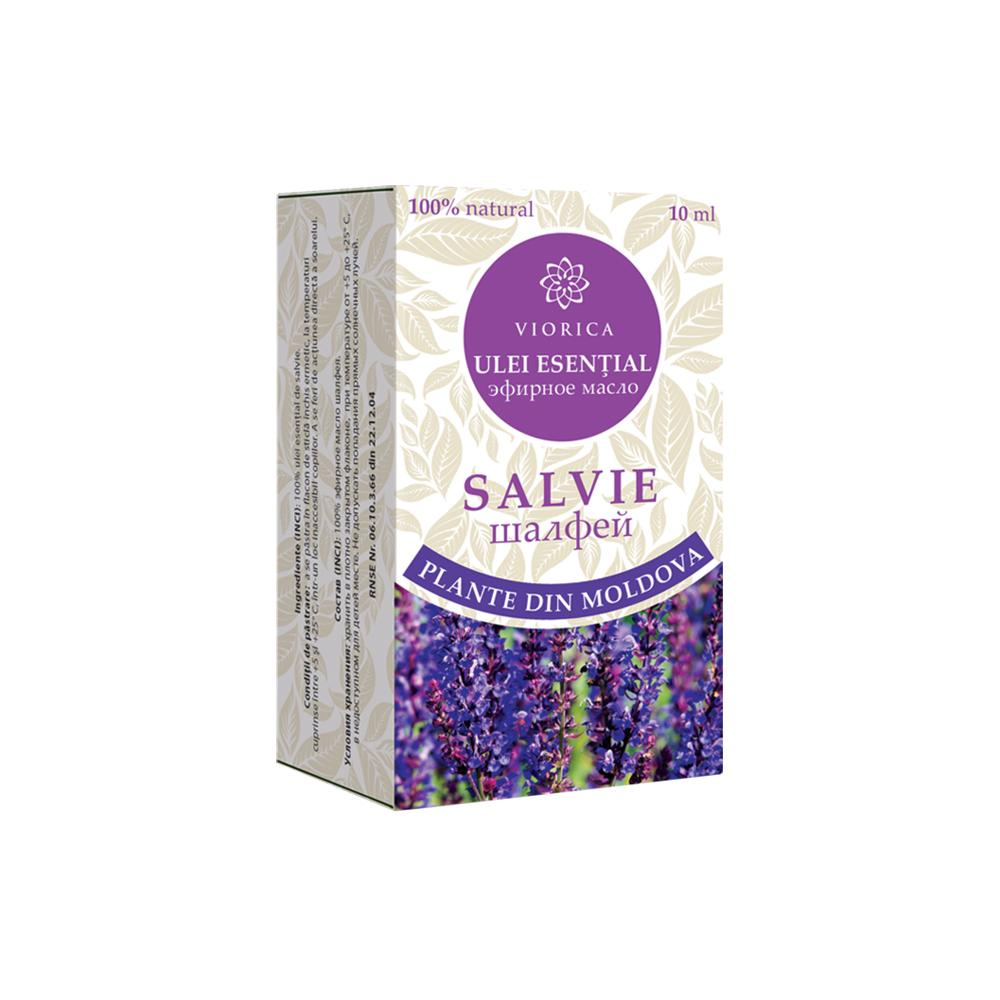 100% natural
10 ml
VIORICA
ULEI ESENȚIAL
эфирное масло
SALVIE
шалфей
PLANTE DIN MOLDOVA
Ingrediente (INCI): 100% ulei esențial de salvie.
Condiții de păstrare: a se păstra în flacon de sticlă închis ermetic, la temperaturi
cuprinse între +5 și +25° C, într-un loc inaccesibil copiilor. A se feri de acțiunea directă a soarelui.
Состав (INCI): 100% эфирное масло шалфея.
Условия хранения: хранить в плотно закрытом флаконе, при температуре от +5 до +25° С,
в недоступном для детей месте. Не допускать попадания прямых солнечных лучей.
RNSE Nr. 06.10.3.66 din 22.12.04